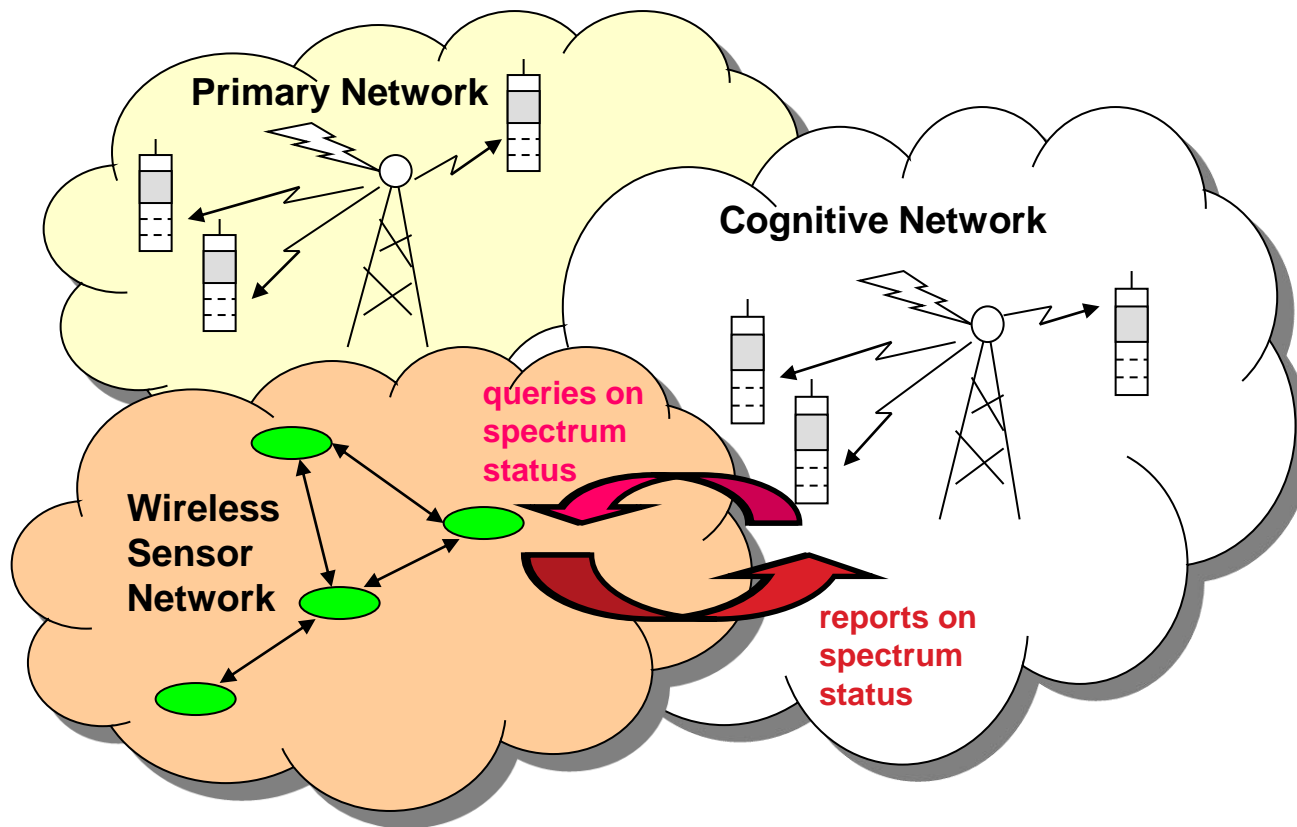 Primary Network
Cognitive Network
queries on
spectrum
status
Wireless
Sensor
Network
reports on
spectrum
status